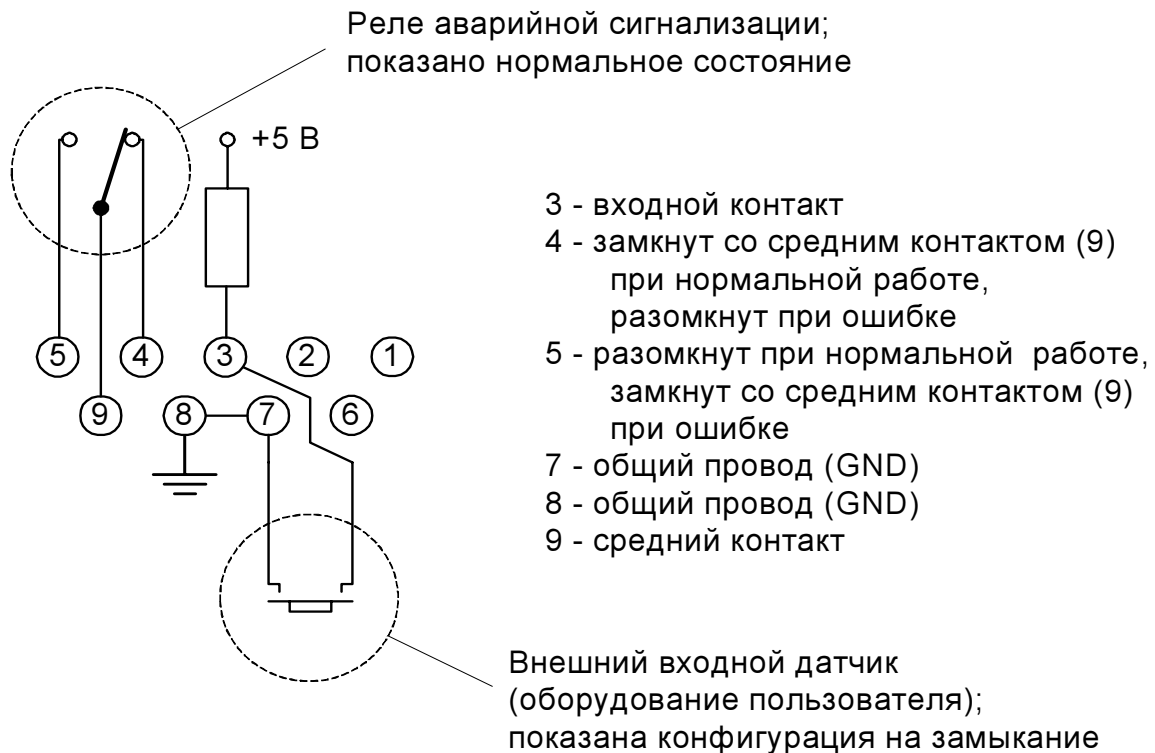 Реле аварийной сигнализации;
показано нормальное состояние
+5 В
3 - входной контакт
4 - замкнут со средним контактом (9)
при нормальной работе,
разомкнут при ошибке
5 - разомкнут при нормальной работе,
замкнут со средним контактом (9)
при ошибке
7 - общий провод (GND)
8 - общий провод (GND)
9 - средний контакт
5 4 3 2 1
9 8 7 6
Внешний входной датчик
(оборудование пользователя);
показана конфигурация на замыкание